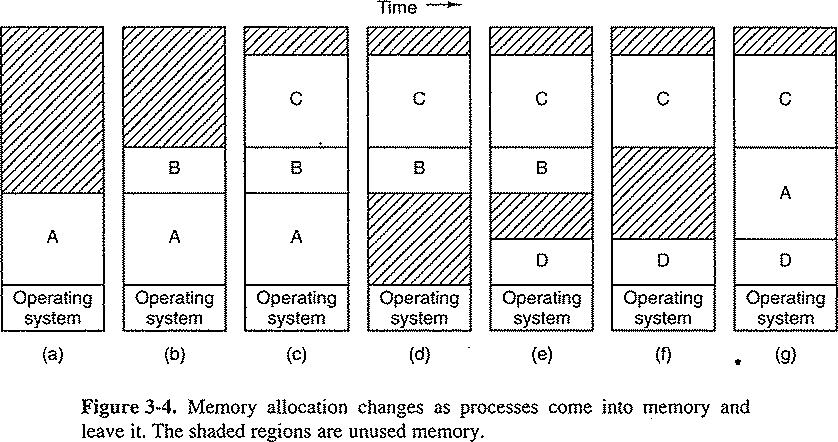 Time
C C C C C
B B B B
A
A A A D D D
Operating system Operating system Operating system Operating system Operating system Operating system Operating system
(a) (b) (c) (d) (e) (f) (g)
Figure 3-4. Memory allocation changes as processes come into memory and
leave it. The shaded regions are unused memory.